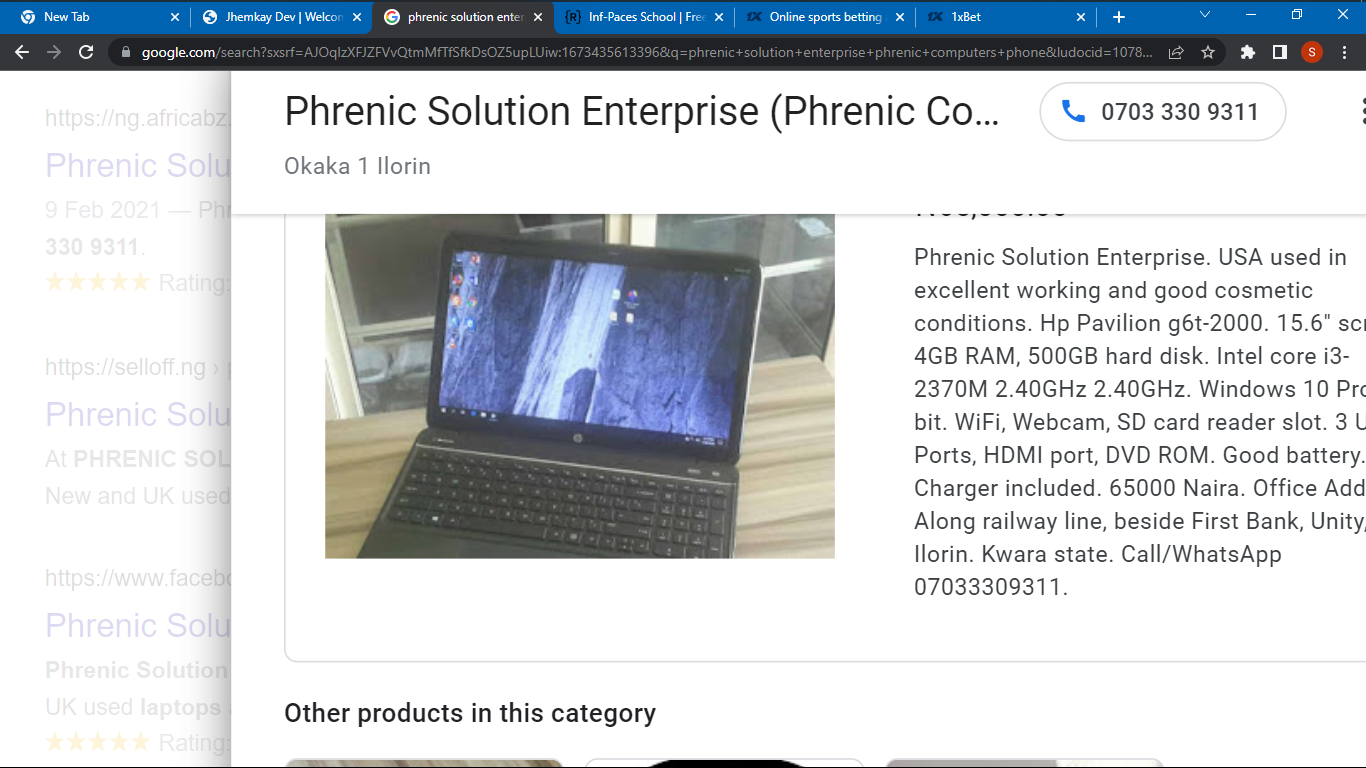 New Tab
Jhemkay Dev | Welcon
phrenic solution enter
Inf-Paces School | Free
Online sports betting
1xBet
S
google.com/search?sxsrf=AJOqIzXFJZFVvQtmMfTfSfkDsOZ5upLUiw:1673435613396&q=phrenic+solution+enterprise+phrenic+computers+phone&ludocid=1078...
Phrenic Solution Enterprise (Phrenic Co...
0703 330 9311
Okaka 1 Ilorin
https://ng.africabz.
Phrenic Solu
9 Feb 2021 — Phr
330 9311.
Rating:
https://selloff.ng › p
Phrenic Solu
At PHRENIC SOL
New and UK used
https://www.facebo
Phrenic Solu
Phrenic Solution
UK used laptops a
Rating:
Phrenic Solution Enterprise. USA used in
excellent working and good cosmetic
conditions. Hp Pavilion g6t-2000. 15.6" scr
4GB RAM, 500GB hard disk. Intel core i3-
2370M 2.40GHz 2.40GHz. Windows 10 Pro
bit. WiFi, Webcam, SD card reader slot. 3 U
Ports, HDMI port, DVD ROM. Good battery.
Charger included. 65000 Naira. Office Add
Along railway line, beside First Bank, Unity,
Ilorin. Kwara state. Call/WhatsApp
07033309311.
Other products in this category